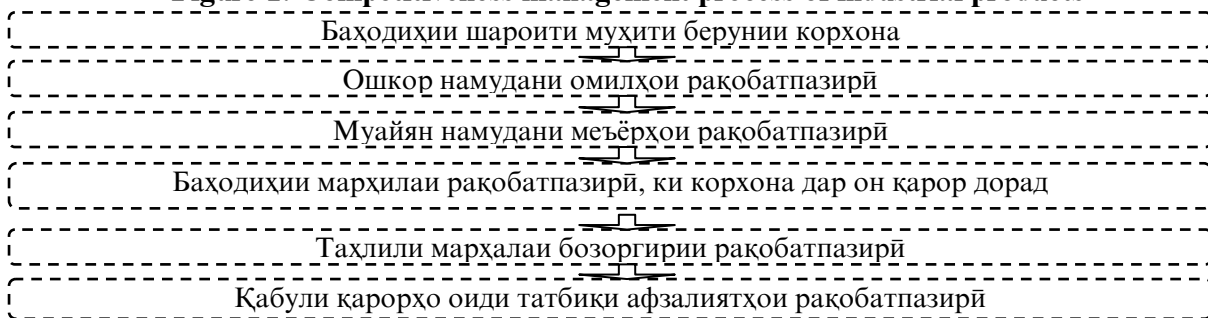 Баҳодиҳии шароити муҳити берунии корхона
Ошкор намудани омилҳои рақобатпазирӣ
Муайян намудани меъёрҳои рақобатпазирӣ
Баҳодиҳии марҳилаи рақобатпазирӣ, ки корхона дар он қарор дорад
Таҳлили марҳалаи бозоргирии рақобатпазирӣ
Қабули қарорҳо оиди татбиқи афзалиятҳои рақобатпазирӣ